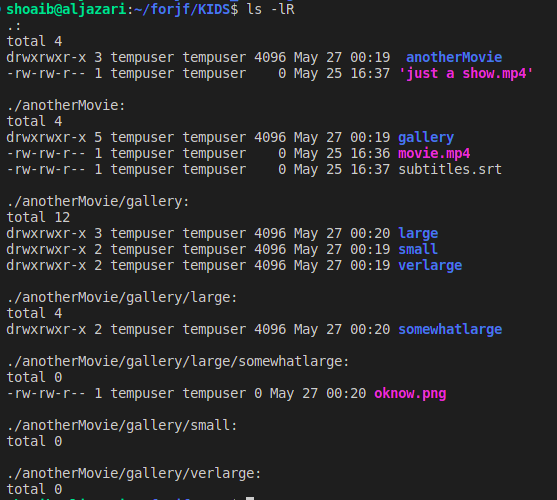 shoaib@aljazari:~/forjf/KIDS$ ls -lR
.:
total 4
drwxrwxr-x 3 tempuser tempuser 4096 May 27 00:19  anotherMovie
-rw-rw-r-- 1 tempuser tempuser    0 May 25 16:37 'just a show.mp4'

./anotherMovie:
total 4
drwxrwxr-x 5 tempuser tempuser 4096 May 27 00:19 gallery
-rw-rw-r-- 1 tempuser tempuser    0 May 25 16:36 movie.mp4
-rw-rw-r-- 1 tempuser tempuser    0 May 25 16:37 subtitles.srt

./anotherMovie/gallery:
total 12
drwxrwxr-x 3 tempuser tempuser 4096 May 27 00:20 large
drwxrwxr-x 2 tempuser tempuser 4096 May 27 00:19 small
drwxrwxr-x 2 tempuser tempuser 4096 May 27 00:19 verlarge

./anotherMovie/gallery/large:
total 4
drwxrwxr-x 2 tempuser tempuser 4096 May 27 00:20 somewhatlarge

./anotherMovie/gallery/large/somewhatlarge:
total 0
-rw-rw-r-- 1 tempuser tempuser 0 May 27 00:20 oknow.png

./anotherMovie/gallery/small:
total 0

./anotherMovie/gallery/verlarge:
total 0